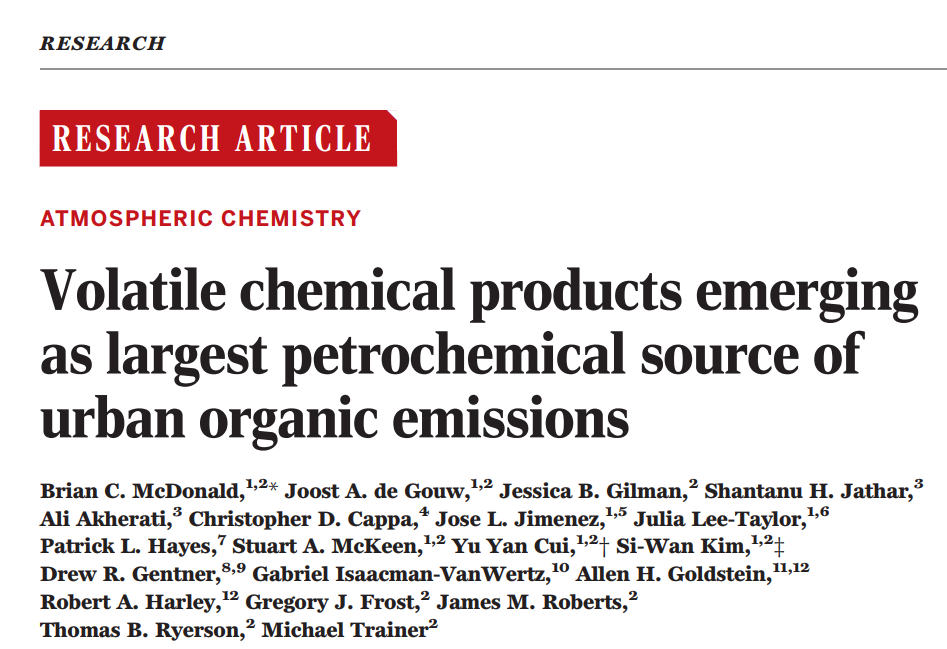 RESEARCH
RESEARCH ARTICLE
ATMOSPHERIC CHEMISTRY
Volatile chemical products emerging
as largest petrochemical source of
urban organic emissions
Brian C. McDonald,¹,²* Joost A. de Gouw,¹,² Jessica B. Gilman,² Shantanu H. Jathar,³
Ali Akherati,³ Christopher D. Cappa,⁴ Jose L. Jimenez,¹,⁵ Julia Lee-Taylor,¹,⁶
Patrick L. Hayes,⁷ Stuart A. McKeen,¹,² Yu Yan Cui,¹,²† Si-Wan Kim,¹,²‡
Drew R. Gentner,⁸,⁹ Gabriel Isaacman-VanWertz,¹⁰ Allen H. Goldstein,¹¹,¹²
Robert A. Harley,¹² Gregory J. Frost,² James M. Roberts,²
Thomas B. Ryerson,² Michael Trainer²